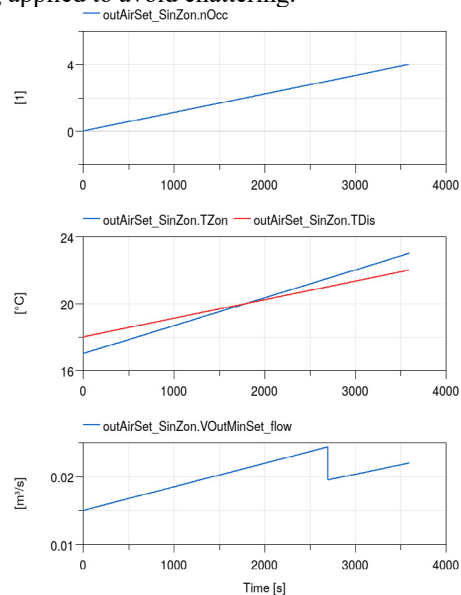 applied to avoid chattering.
outAirSet_SinZon.nOcc
4
0
[1]
0 1000 2000 3000 4000
outAirSet_SinZon.TZon outAirSet_SinZon.TDis
24
20
16
[°C]
0 1000 2000 3000 4000
outAirSet_SinZon.VOutMinSet_flow
0.02
0.01
[m³/s]
0 1000 2000 3000 4000
Time [s]